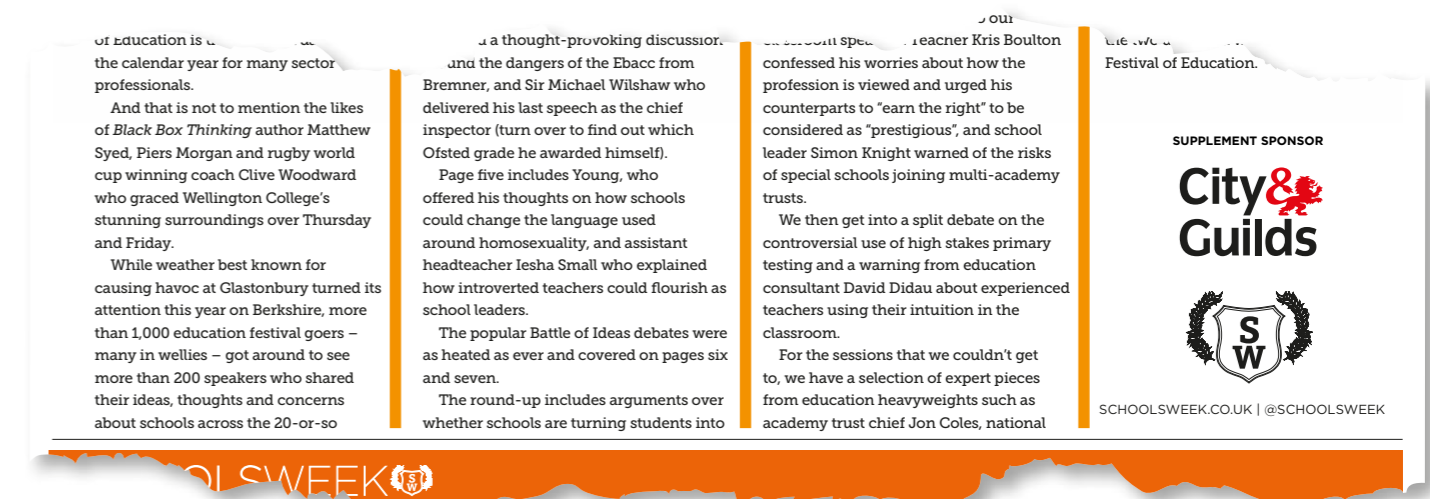 of Education is
the calendar year for many sector
professionals.
And that is not to mention the likes
of Black Box Thinking author Matthew
Syed, Piers Morgan and rugby world
cup winning coach Clive Woodward
who graced Wellington College’s
stunning surroundings over Thursday
and Friday.
While weather best known for
causing havoc at Glastonbury turned its
attention this year on Berkshire, more
than 1,000 education festival goers –
many in wellies – got around to see
more than 200 speakers who shared
their ideas, thoughts and concerns
about schools across the 20-or-so
a thought-provoking discussion
the dangers of the Ebacc from
Bremner, and Sir Michael Wilshaw who
delivered his last speech as the chief
inspector (turn over to find out which
Ofsted grade he awarded himself).
Page five includes Young, who
offered his thoughts on how schools
could change the language used
around homosexuality, and assistant
headteacher Iesha Small who explained
how introverted teachers could flourish as
school leaders.
The popular Battle of Ideas debates were
as heated as ever and covered on pages six
and seven.
The round-up includes arguments over
whether schools are turning students into
our
Teacher Kris Boulton
confessed his worries about how the
profession is viewed and urged his
counterparts to “earn the right” to be
considered as “prestigious”, and school
leader Simon Knight warned of the risks
of special schools joining multi-academy
trusts.
We then get into a split debate on the
controversial use of high stakes primary
testing and a warning from education
consultant David Didau about experienced
teachers using their intuition in the
classroom.
For the sessions that we couldn’t get
to, we have a selection of expert pieces
from education heavyweights such as
academy trust chief Jon Coles, national
Festival of Education.
SUPPLEMENT SPONSOR
City&
Guilds
S
W
SCHOOLSWEEK.CO.UK | @SCHOOLSWEEK
OLSWEEK
S
W